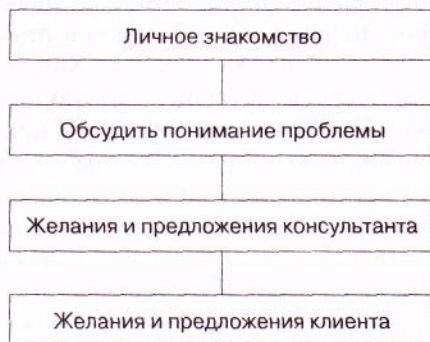 Личное знакомство
Обсудить понимание проблемы
Желания и предложения консультанта
Желания и предложения клиента